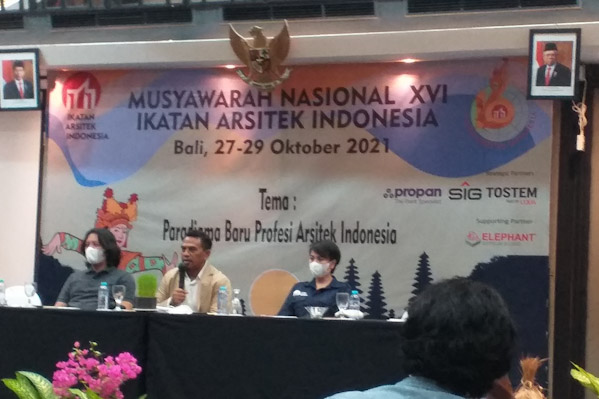 MUSYAWARAH NASIONAL XVI
IKATAN ARSITEK INDONESIA
Bali, 27-29 Oktober 2021
IKATAN
ARSITEK
INDONESIA
Tema :
Paradigma Baru Profesi Arsitek Indonesia
propan
SIG
TOSTEM
LIXIL
Supporting Partner
ELEPHANT